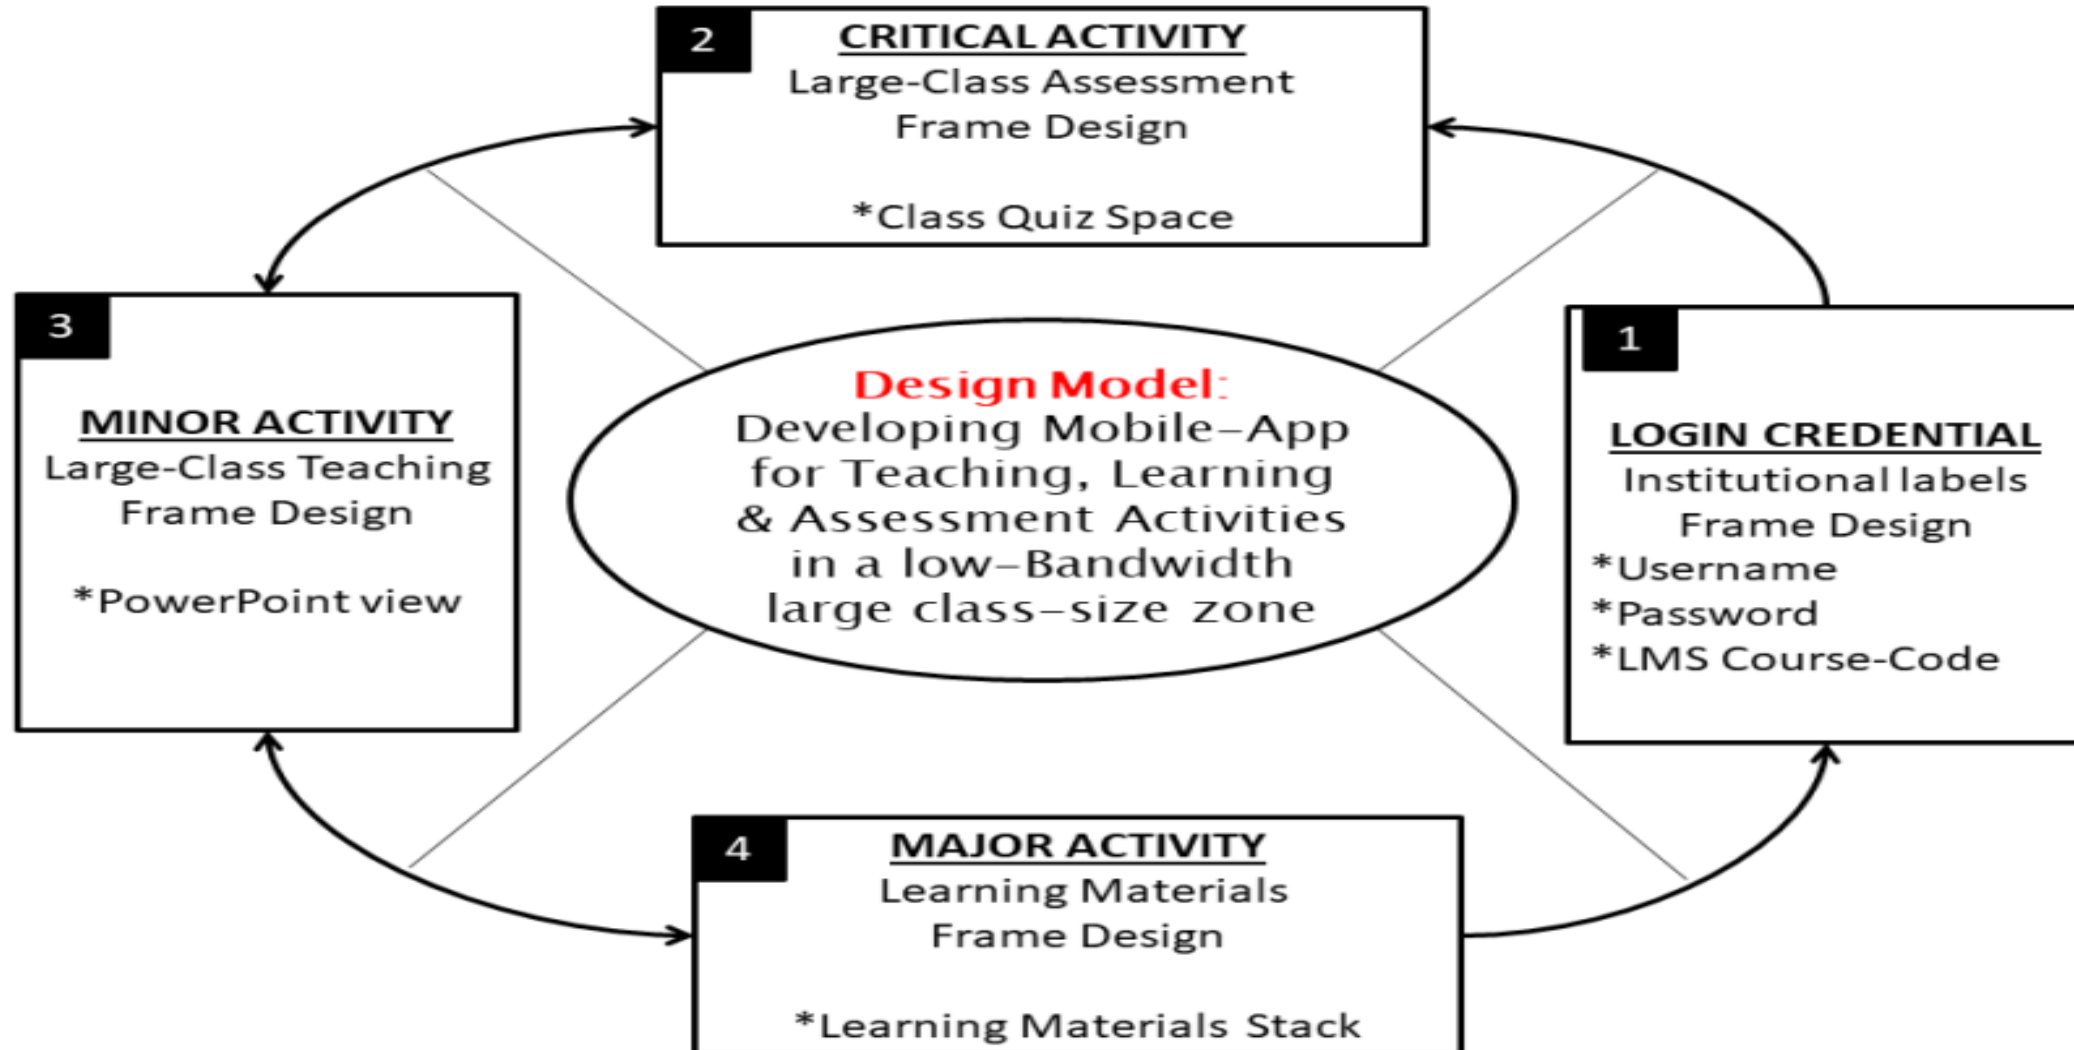 2
CRITICAL ACTIVITY
Large-Class Assessment
Frame Design
*Class Quiz Space
3
MINOR ACTIVITY
Large-Class Teaching
Frame Design
*PowerPoint view
Design Model:
Developing Mobile-App
for Teaching, Learning
& Assessment Activities
in a low-Bandwidth
large class-size zone
1
LOGIN CREDENTIAL
Institutional labels
Frame Design
*Username
*Password
*LMS Course-Code
4
MAJOR ACTIVITY
Learning Materials
Frame Design
*Learning Materials Stack